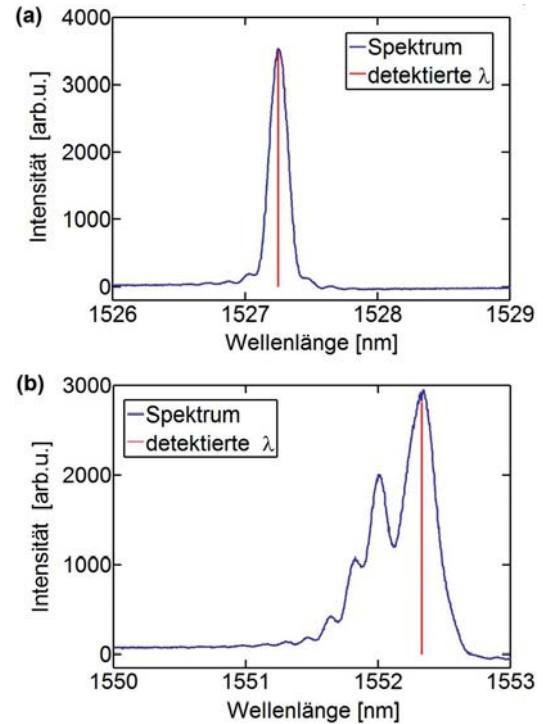 (a)
4000
3000
2000
1000
0
Intensität [arb.u.]
Spektrum
detektierte λ
1526 1527 1528 1529
Wellenlänge [nm]
(b)
3000
2000
1000
0
Intensität [arb.u.]
Spektrum
detektierte λ
1550 1551 1552 1553
Wellenlänge [nm]